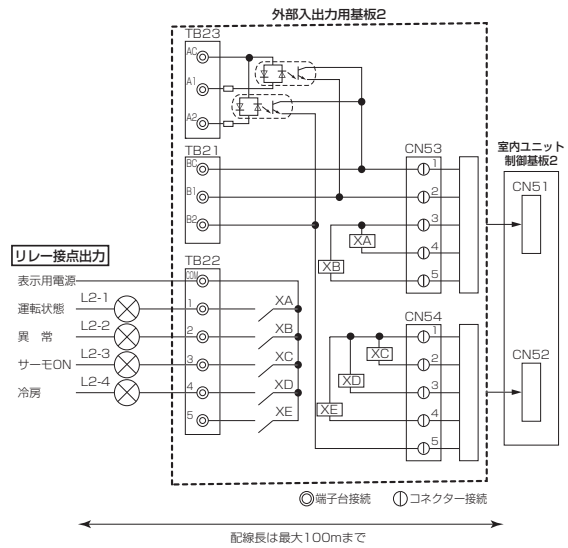 外部入出力用基板2
TB23
AC
A1
A2
TB21
BC
B1
B2
CN53
1
2
3
4
5
XA
XB
室内ユニット
制御基板2
CN51
リレー接点出力
表示用電源
運転状態
異 常
サーモON
冷房
L2-1
L2-2
L2-3
L2-4
TB22
COM
1
2
3
4
5
XA
XB
XC
XD
XE
CN54
1
2
3
4
5
XC
XD
XE
CN52
端子台接続
コネクター接続
配線長は最大100mまで